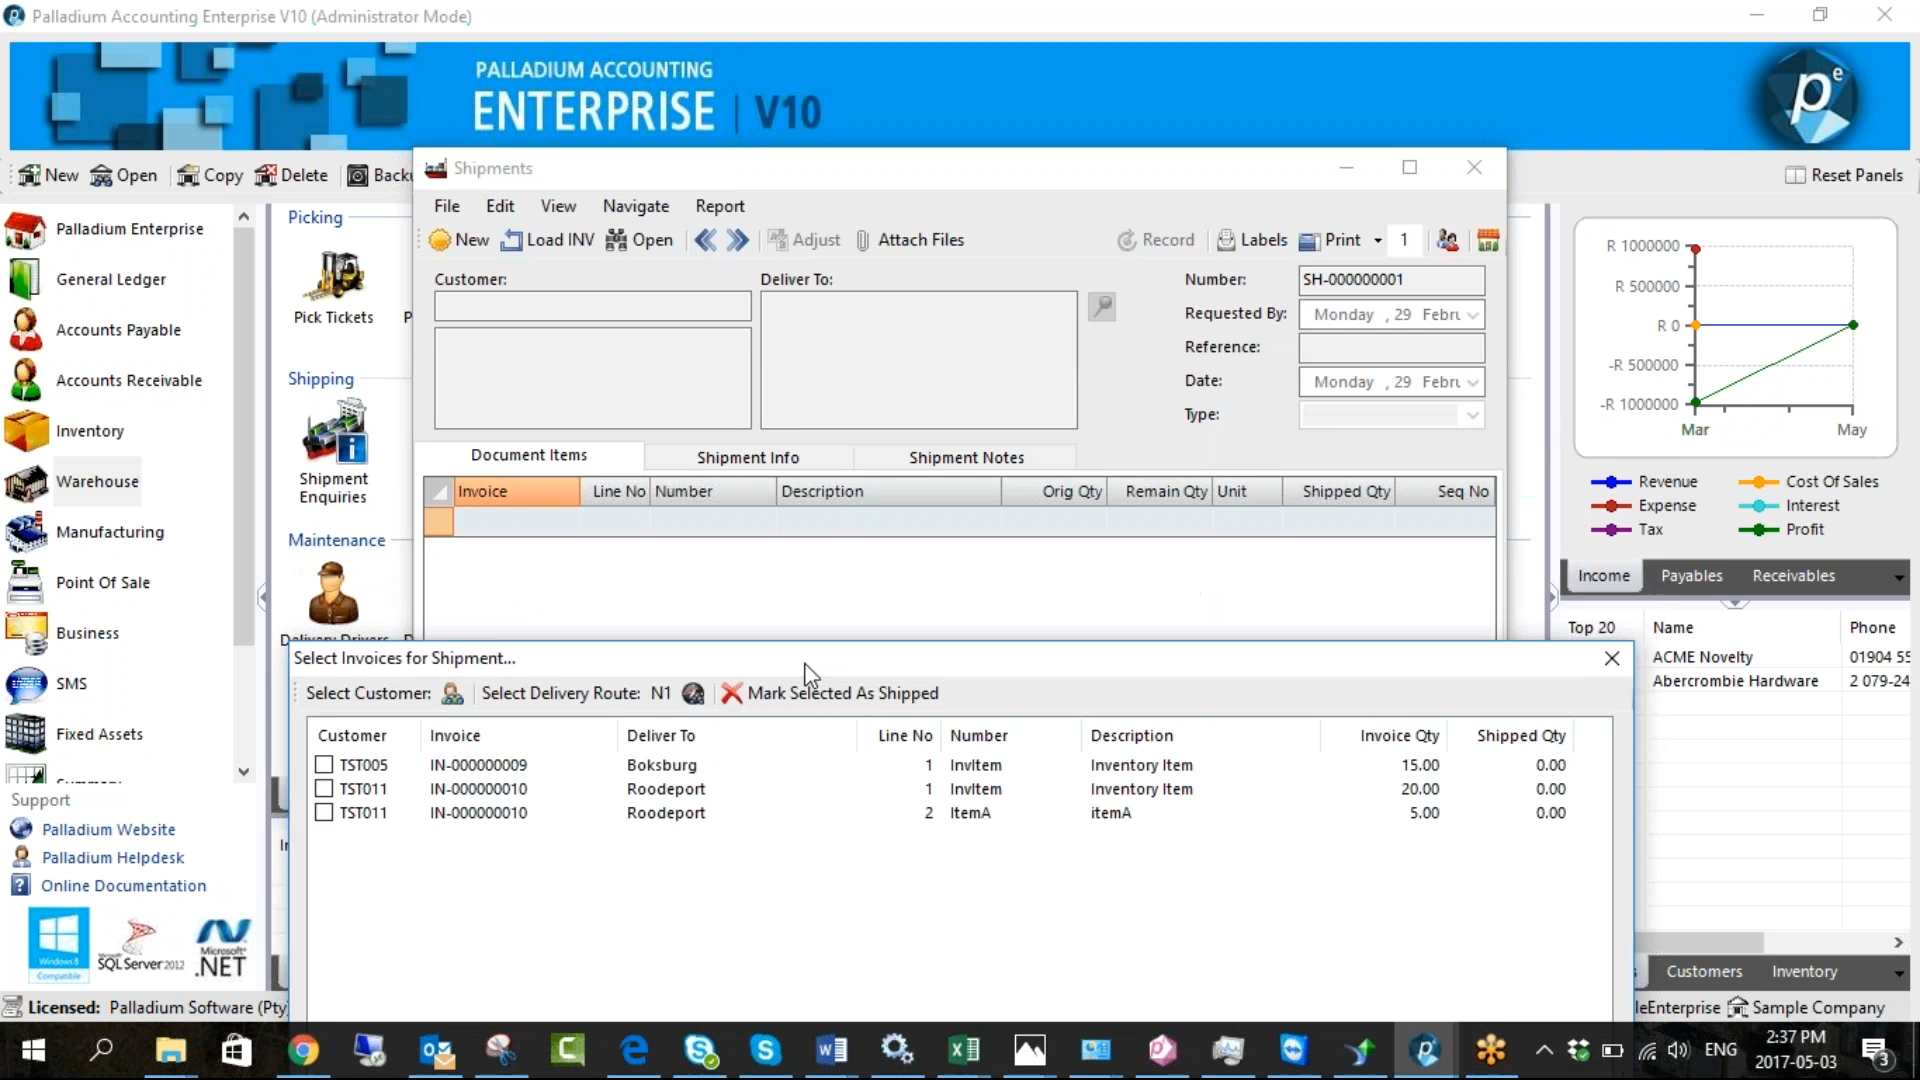 Palladium Accounting Enterprise V10 (Administrator Mode)
PALLADIUM ACCOUNTING
ENTERPRISE | V10
New Open Copy Delete Backu
Reset Panels
Palladium Enterprise
General Ledger
Accounts Payable
Accounts Receivable
Inventory
Warehouse
Manufacturing
Point Of Sale
Business
SMS
Fixed Assets
Support
Palladium Website
Palladium Helpdesk
Online Documentation
Windows 8
Compatible
SQL Server 2012
Microsoft
.NET
Picking
Pick Tickets P
Shipping
Shipment
Enquiries
Maintenance
Shipments
File Edit View Navigate Report
New Load INV Open Adjust Attach Files Record Labels Print 1
Customer: Deliver To:
Number: SH-000000001
Requested By: Monday , 29 Febru
Reference:
Date: Monday , 29 Febru
Type:
Document Items Shipment Info Shipment Notes
Invoice Line No Number Description Orig Qty Remain Qty Unit Shipped Qty Seq No
Select Invoices for Shipment...
Select Customer: Select Delivery Route: N1 Mark Selected As Shipped
Customer Invoice Deliver To Line No Number Description Invoice Qty Shipped Qty
TST005 IN-000000009 Boksburg 1 InvItem Inventory Item 15.00 0.00
TST011 IN-000000010 Roodeport 1 InvItem Inventory Item 20.00 0.00
TST011 IN-000000010 Roodeport 2 ItemA itemA 5.00 0.00
R 1000000
R 500000
R 0
-R 500000
-R 1000000
Mar May
Revenue Cost Of Sales
Expense Interest
Tax Profit
Income Payables Receivables
Top 20 Name Phone
ACME Novelty 01904 55
Abercrombie Hardware 2 079-24
Customers Inventory
Licensed: Palladium Software (Pty
leEnterprise Sample Company
ENG
2:37 PM
2017-05-03
3